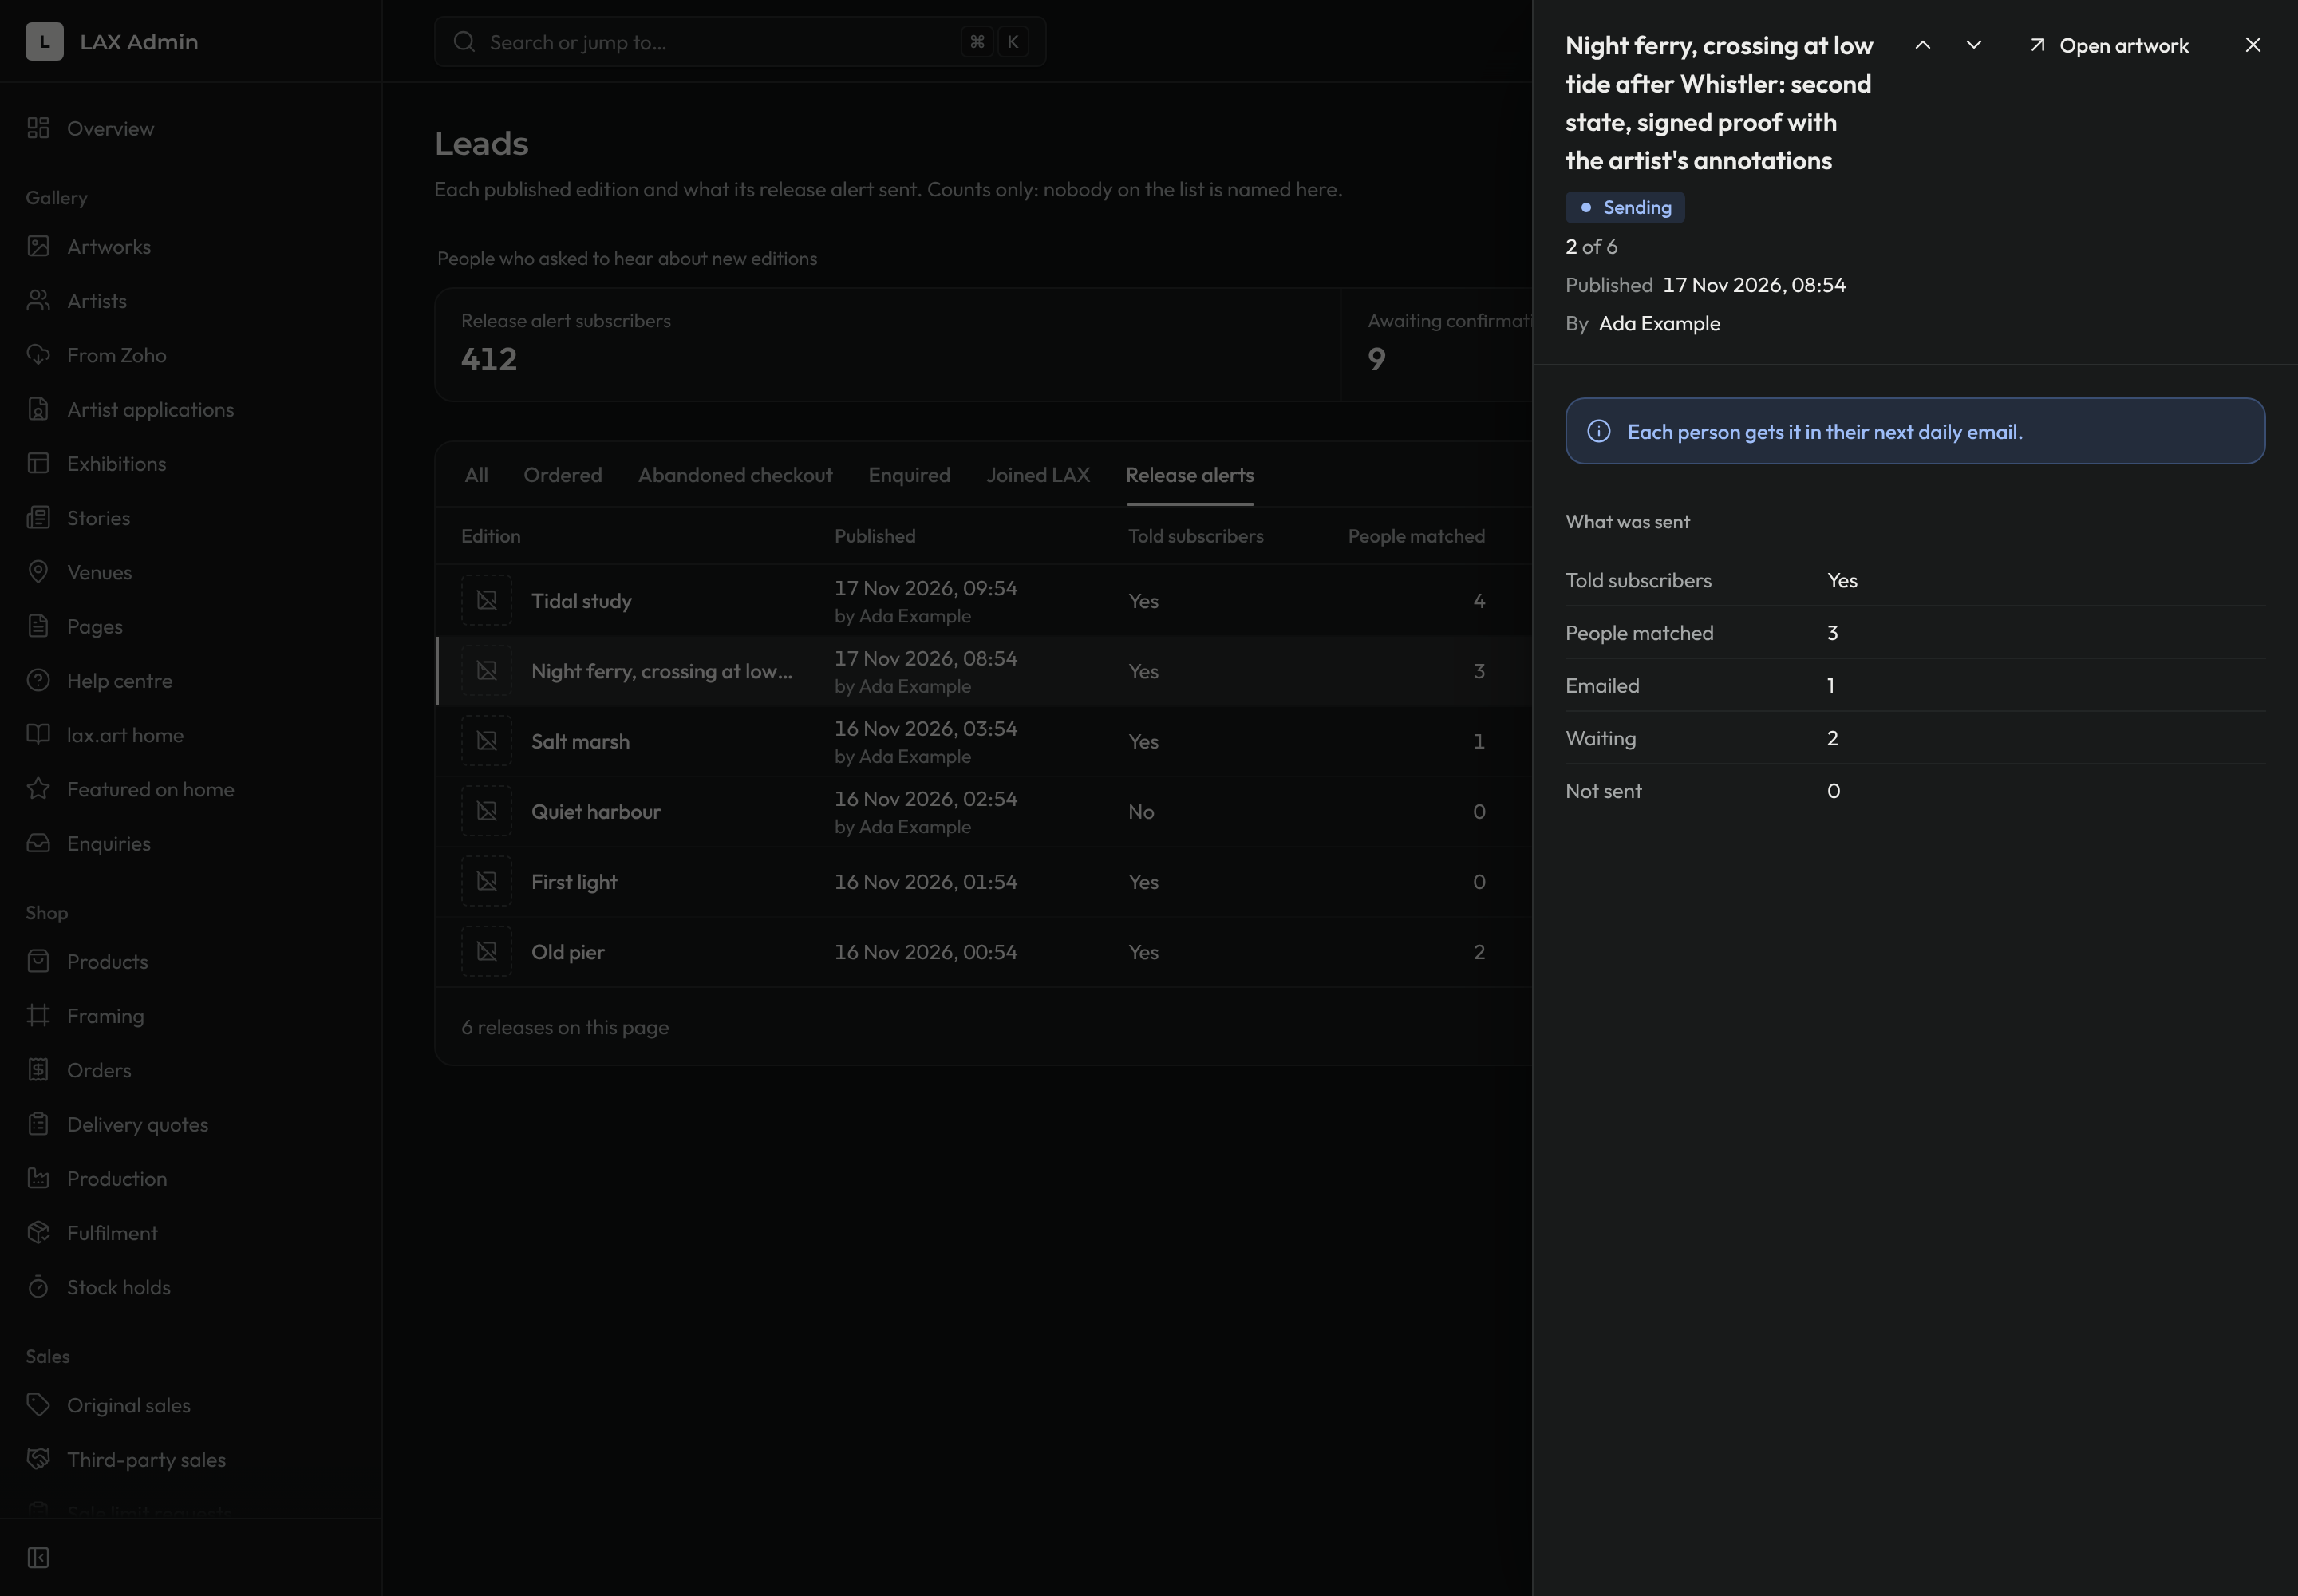 L LAX Admin
Search or jump to...
⌘ K
Overview
Gallery
Artworks
Artists
From Zoho
Artist applications
Exhibitions
Stories
Venues
Pages
Help centre
lax.art home
Featured on home
Enquiries
Shop
Products
Framing
Orders
Delivery quotes
Production
Fulfilment
Stock holds
Sales
Original sales
Third-party sales
Sale limit requests
Leads
Each published edition and what its release alert sent. Counts only: nobody on the list is named here.
People who asked to hear about new editions
Release alert subscribers
412
Awaiting confirmati
9
All Ordered Abandoned checkout Enquired Joined LAX Release alerts
Edition Published Told subscribers People matched
Tidal study 17 Nov 2026, 09:54 by Ada Example Yes 4
Night ferry, crossing at low... 17 Nov 2026, 08:54 by Ada Example Yes 3
Salt marsh 16 Nov 2026, 03:54 by Ada Example Yes 1
Quiet harbour 16 Nov 2026, 02:54 by Ada Example No 0
First light 16 Nov 2026, 01:54 Yes 0
Old pier 16 Nov 2026, 00:54 Yes 2
6 releases on this page
Night ferry, crossing at low
tide after Whistler: second
state, signed proof with
the artist's annotations
Open artwork
Sending
2 of 6
Published 17 Nov 2026, 08:54
By Ada Example
Each person gets it in their next daily email.
What was sent
Told subscribers Yes
People matched 3
Emailed 1
Waiting 2
Not sent 0